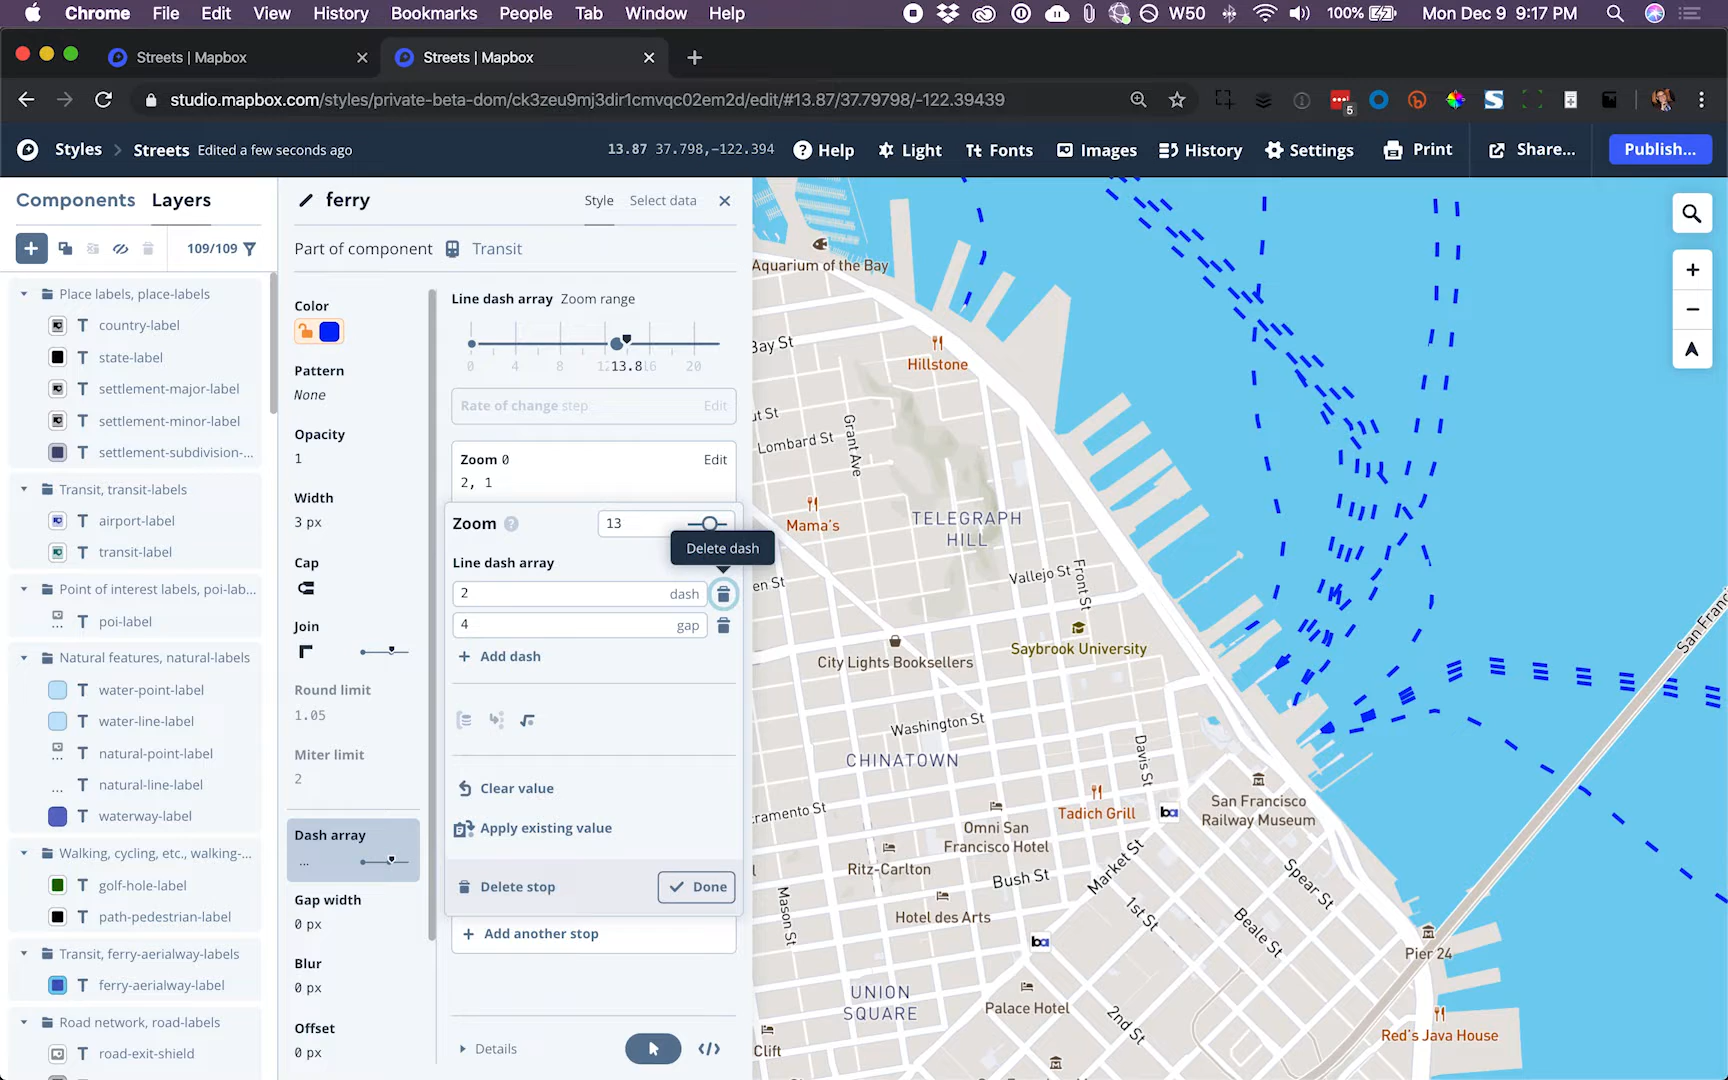 Chrome File Edit View History Bookmarks People Tab Window Help
W50 100% Mon Dec 9 9:17 PM
Streets | Mapbox
Streets | Mapbox
studio.mapbox.com/styles/private-beta-dom/ck3zeu9mj3dir1cmvqc02em2d/edit/#13.87/37.79798/-122.39439
5
Styles > Streets Edited a few seconds ago
13.87 37.798,-122.394
Help Light Fonts Images History Settings Print Share... Publish...
Components Layers
109/109
Place labels, place-labels
country-label
state-label
settlement-major-label
settlement-minor-label
settlement-subdivision-...
Transit, transit-labels
airport-label
transit-label
Point of interest labels, poi-lab...
poi-label
Natural features, natural-labels
water-point-label
water-line-label
natural-point-label
natural-line-label
waterway-label
Walking, cycling, etc., walking-...
golf-hole-label
path-pedestrian-label
Transit, ferry-aerialway-labels
ferry-aerialway-label
Road network, road-labels
road-exit-shield
ferry
Style Select data
Part of component Transit
Color
Pattern
None
Opacity
1
Width
3 px
Cap
Join
Round limit
1.05
Miter limit
2
Dash array
...
Gap width
0 px
Blur
0 px
Offset
0 px
Line dash array Zoom range
0 4 8 12 13.8 16 20
Rate of change step Edit
Zoom 0 Edit
2, 1
Zoom ? 13
Delete dash
Line dash array
2 dash
4 gap
+ Add dash
Clear value
Apply existing value
Delete stop Done
+ Add another stop
Details
Aquarium of the Bay
Hillstone
Bay St
ut St
Lombard St
Grant Ave
Mama's
TELEGRAPH
HILL
en St
Vallejo St
Front St
City Lights Booksellers
Saybrook University
Washington St
CHINATOWN
Davis St
ramento St
Tadich Grill
San Francisco
Railway Museum
Omni San
Francisco Hotel
Ritz-Carlton
Bush St
Market St
Spear St
Mason St
Hotel des Arts
1st St
Beale St
Pier 24
UNION
SQUARE
Palace Hotel
2nd St
Clift
Red's Java House
San Franci